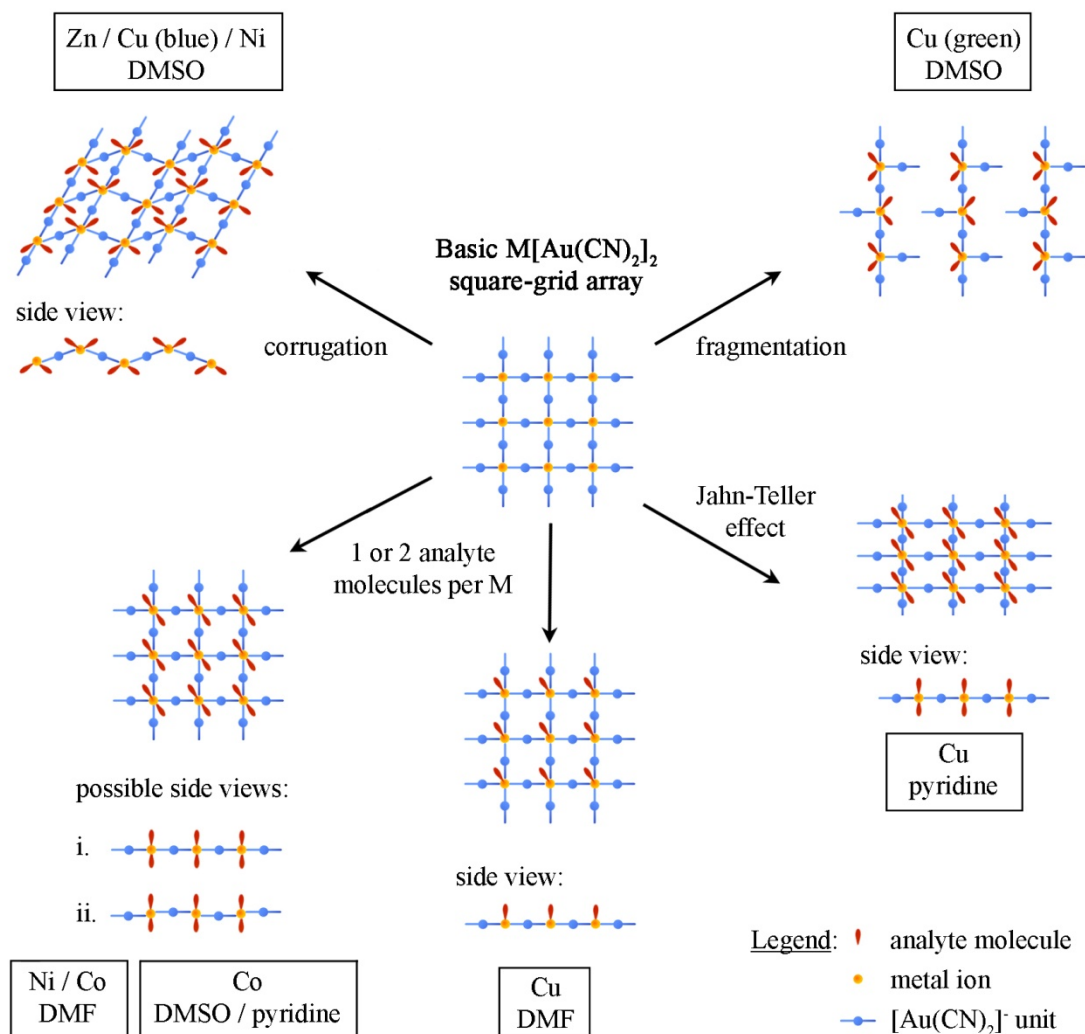 Zn / Cu (blue) / Ni
DMSO
Cu (green)
DMSO
Basic M[Au(CN)₂]₂
square-grid array
side view:
corrugation
fragmentation
Jahn-Teller
effect
1 or 2 analyte
molecules per M
side view:
Cu
pyridine
possible side views:
i.
ii.
side view:
Ni / Co
DMF
Co
DMSO / pyridine
Cu
DMF
Legend:
analyte molecule
metal ion
[Au(CN)₂]⁻ unit